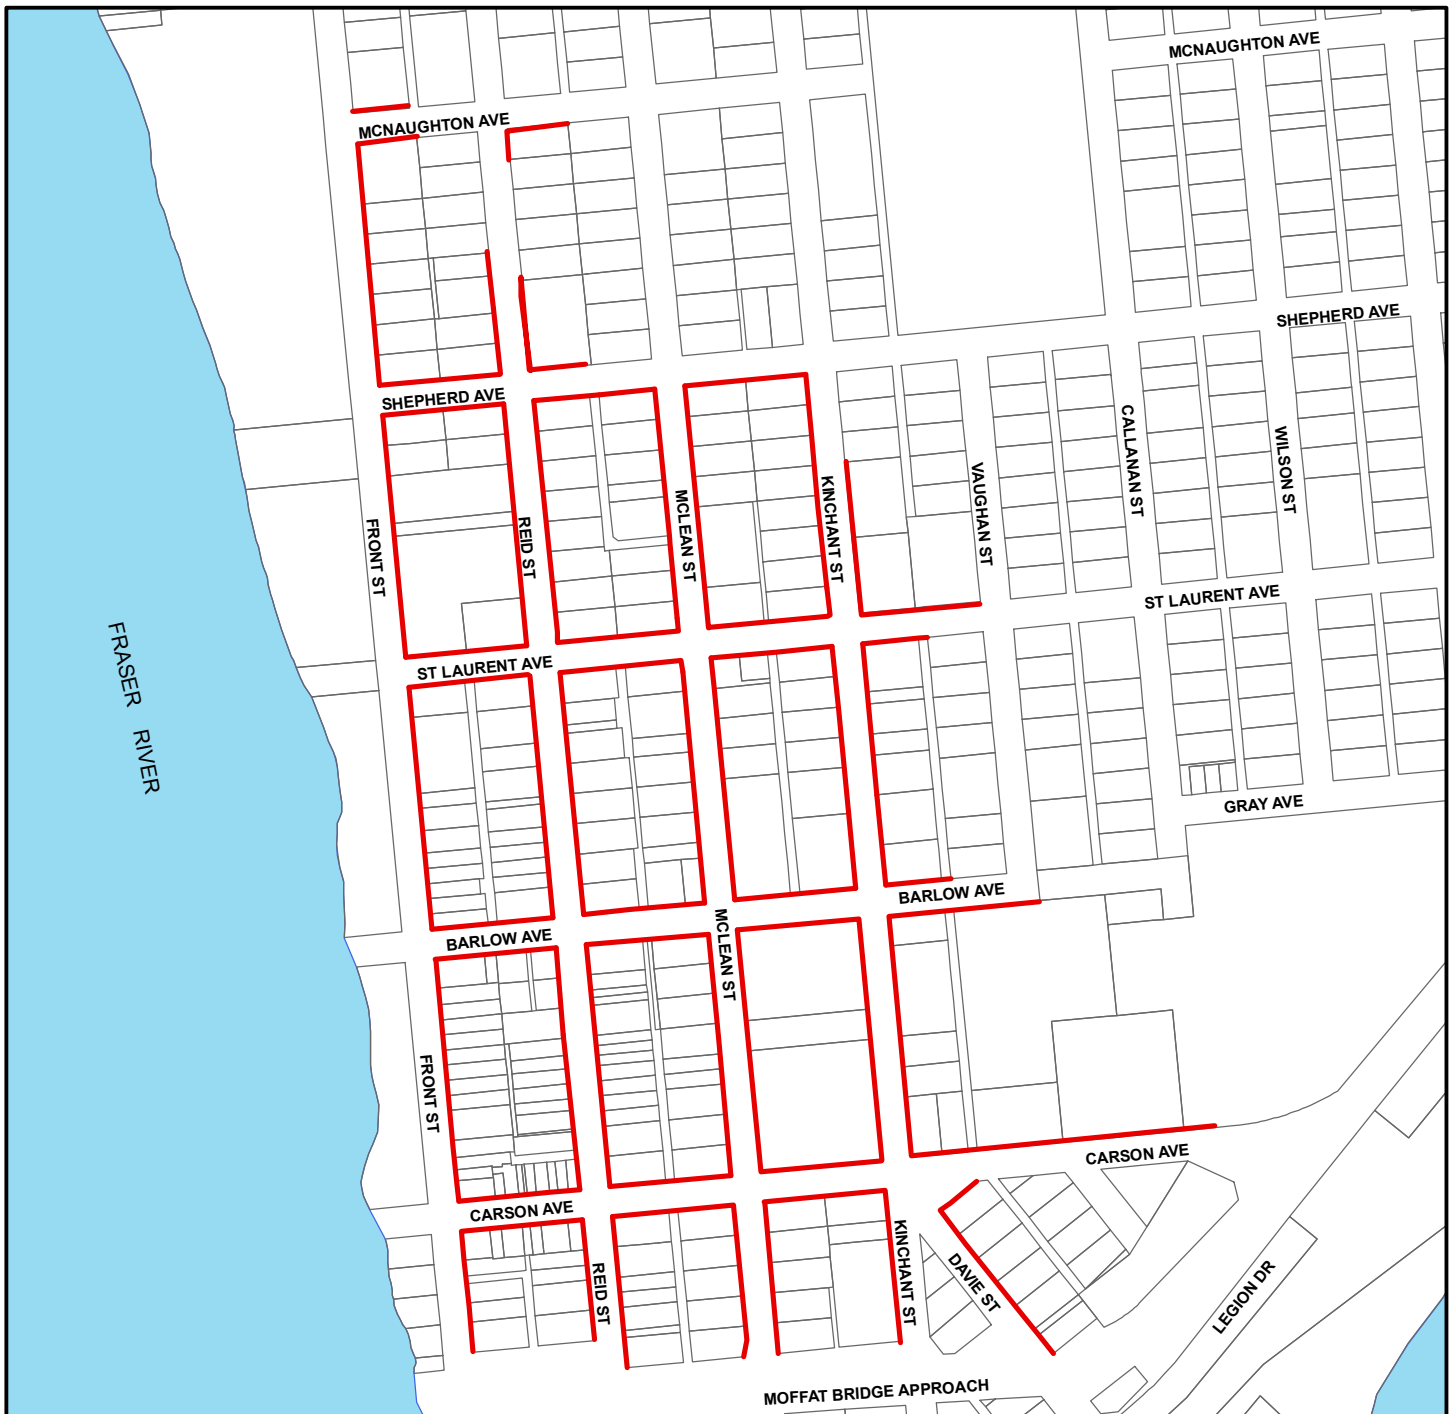 MCNAUGHTON AVE
MCNAUGHTON AVE
SHEPHERD AVE
SHEPHERD AVE
CALLANAN ST
WILSON ST
FRONT ST
REID ST
MCLEAN ST
KINCHANT ST
VAUGHAN ST
ST LAURENT AVE
ST LAURENT AVE
FRASER RIVER
GRAY AVE
BARLOW AVE
BARLOW AVE
MCLEAN ST
FRONT ST
CARSON AVE
CARSON AVE
REID ST
KINCHANT ST
DAVIE ST
LEGION DR
MOFFAT BRIDGE APPROACH